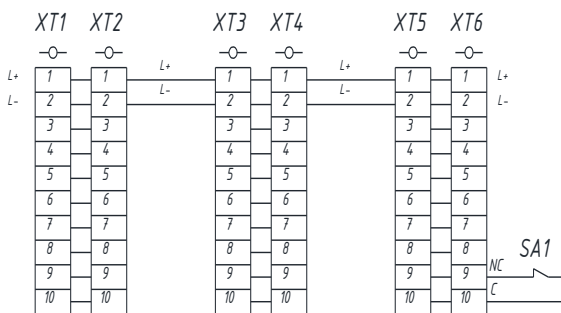 XT1 XT2 XT3 XT4 XT5 XT6
L+ L+ L+
L+ 1 1 1 1 1 1 L+
L- L-
L- 2 2 2 2 2 2 L-
3 3 3 3 3 3
4 4 4 4 4 4
5 5 5 5 5 5
6 6 6 6 6 6
7 7 7 7 7 7
8 8 8 8 8 8 SA1
NC
9 9 9 9 9 9
C
10 10 10 10 10 10